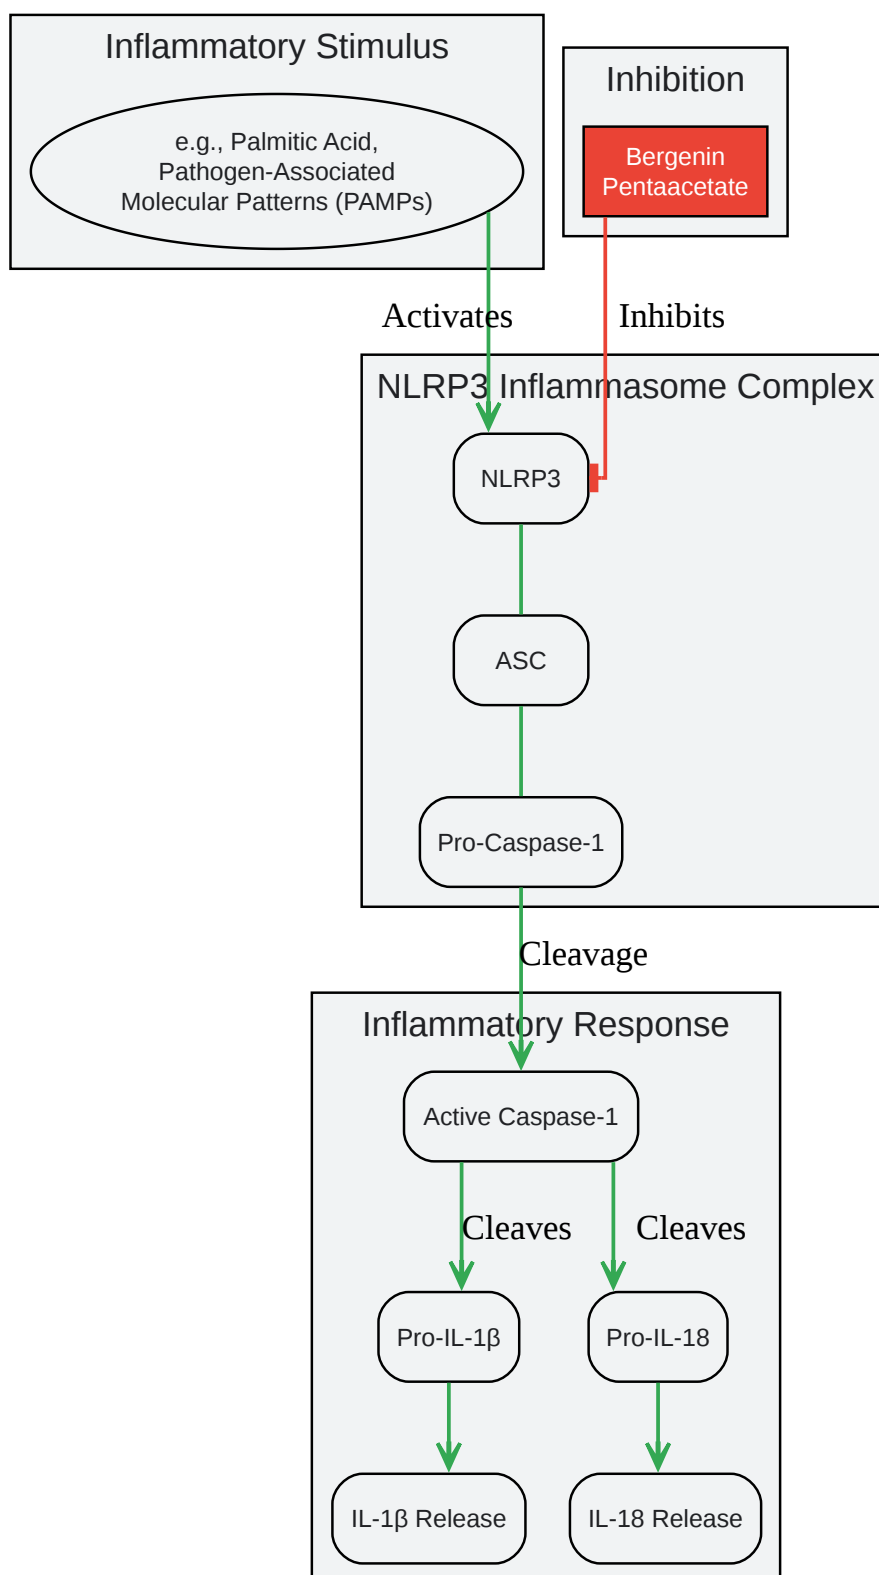 Inflammatory Stimulus
e.g., Palmitic Acid,
Pathogen-Associated
Molecular Patterns (PAMPs)
Inhibition
Bergenin
Pentaacetate
Activates
Inhibits
NLRP3 Inflammasome Complex
NLRP3
ASC
Pro-Caspase-1
Cleavage
Inflammatory Response
Active Caspase-1
Cleaves
Cleaves
Pro-IL-1β
Pro-IL-18
IL-1β Release
IL-18 Release